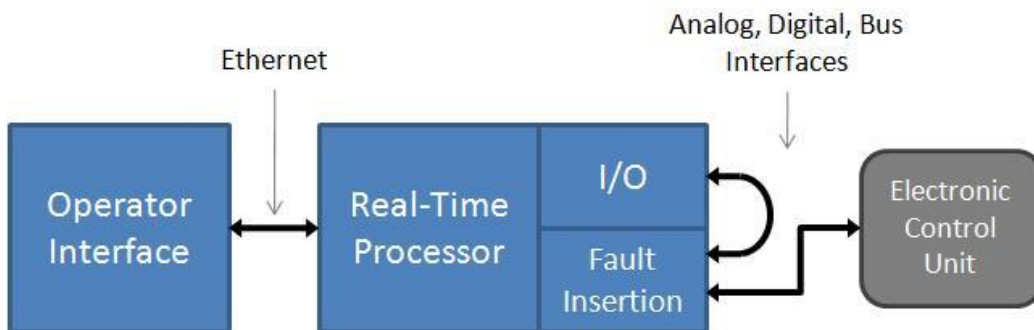 Ethernet
Analog, Digital, Bus
Interfaces
Operator
Interface
Real-Time
Processor
I/O
Fault
Insertion
Electronic
Control
Unit